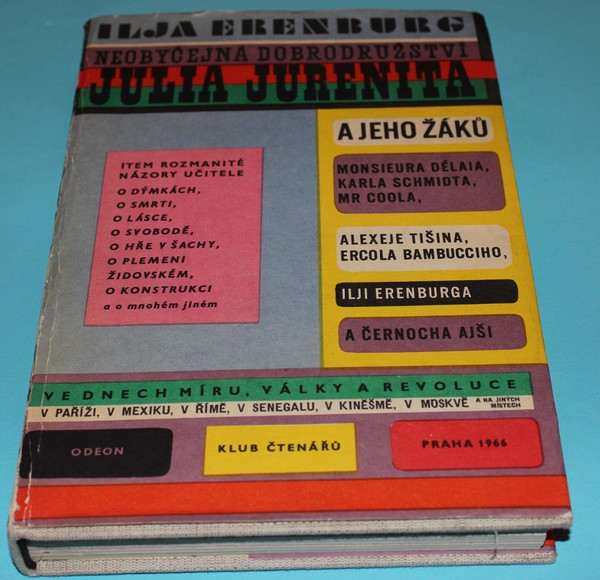 ILJA ERENBURG
NEOBYČEJNÁ DOBRODRUŽSTVÍ
JULIA JURENITA
A JEHO ŽÁKŮ
MONSIEURA DÉLAIA,
KARLA SCHMIDTA,
MR COOLA,
ALEXEJE TIŠINA,
ERCOLA BAMBUCCIHO,
ILJI ERENBURGA
A ČERNOCHA AJŠI
ITEM ROZMANITÉ
NÁZORY UČITELE
O DÝMKÁCH,
O SMRTI,
O LÁSCE,
O SVOBODĚ,
O HŘE V ŠACHY,
O PLEMENI
ŽIDOVSKÉM,
O KONSTRUKCI
a o mnohém jiném
VE DNECH MÍRU, VÁLKY A REVOLUCE
V PAŘÍŽI, V MEXIKU, V ŘÍMĚ, V SENEGALU, V KINĚŠMĚ, V MOSKVĚ A NA JINÝCH MÍSTECH
ODEON
KLUB ČTENÁŘŮ
PRAHA 1966